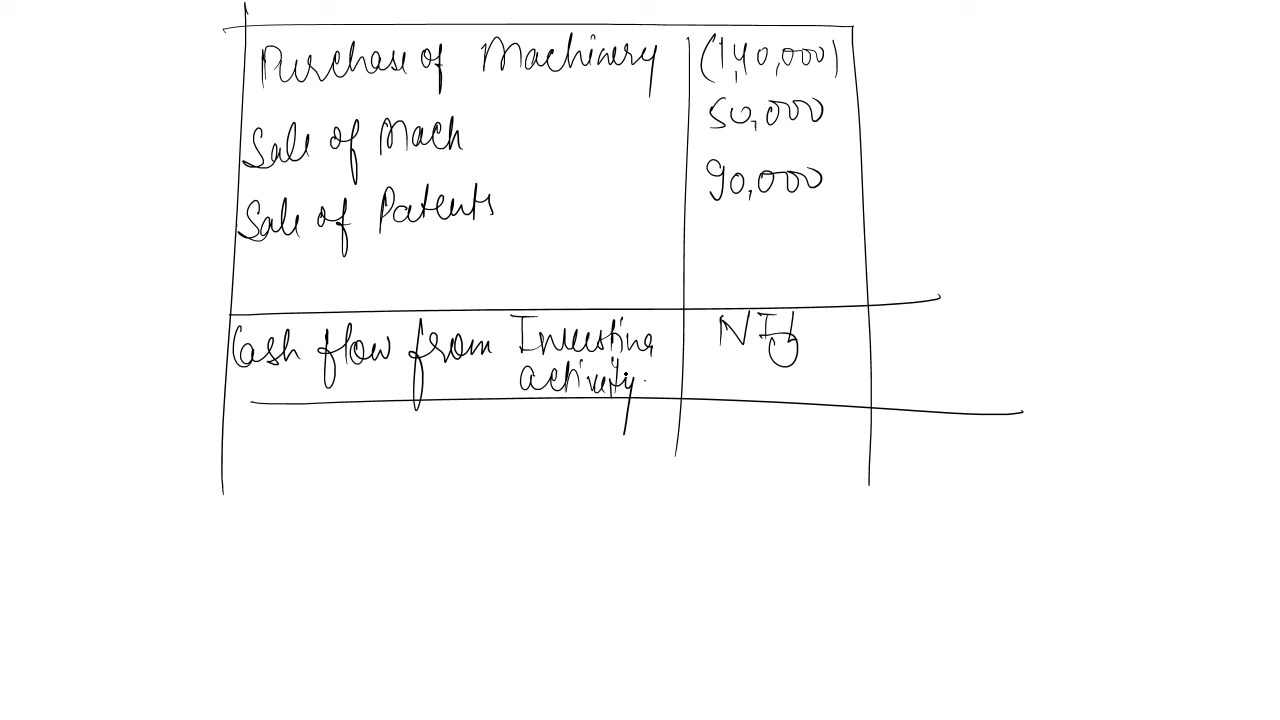 Purchase of Machinery (1,40,000)
Sale of Mach 50,000
Sale of Patents 90,000
Cash flow from Investing NIL
activity.